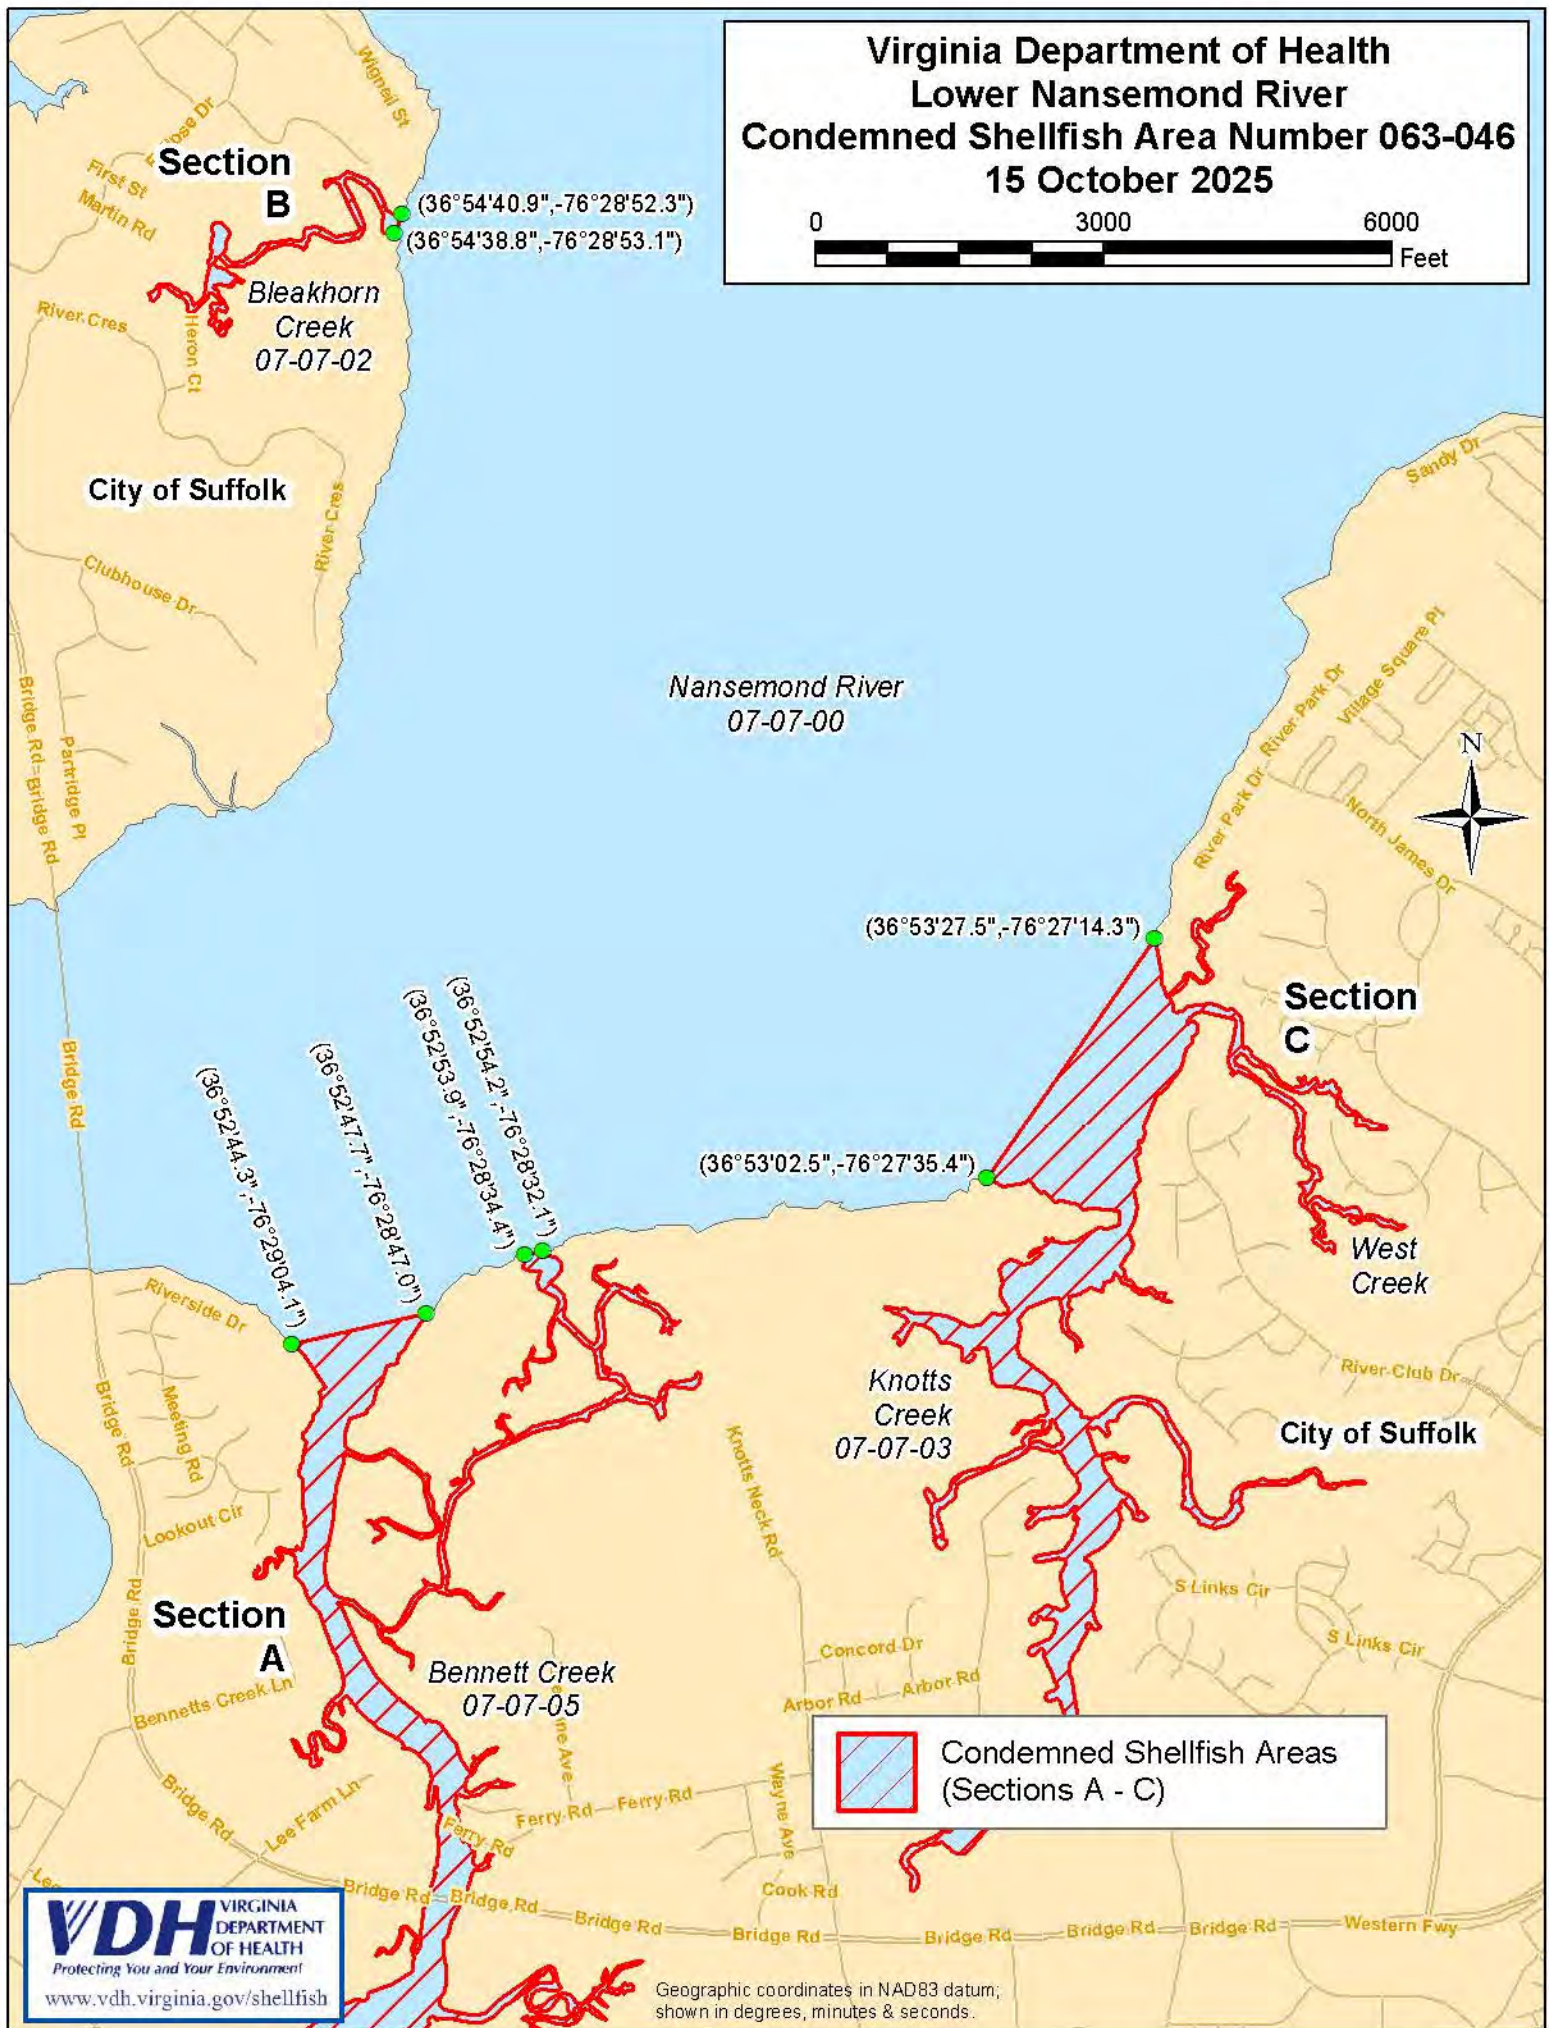 Virginia Department of Health
Lower Nansemond River
Condemned Shellfish Area Number 063-046
15 October 2025
0 3000 6000
Feet
Wigneil St
First St
Martin Rd
Section
B
(36°54'40.9",-76°28'52.3")
(36°54'38.8",-76°28'53.1")
Bleakhorn
Creek
07-07-02
River Cres
Heron Ct
City of Suffolk
River Cres
Clubhouse Dr
Sandy Dr
Village Square Pl
River Park Dr
River Park Dr
Nansemond River
07-07-00
Bridge Rd
Bridge Rd
Partridge Pl
N
North James Dr
(36°53'27.5",-76°27'14.3")
Section
C
Bridge Rd
(36°52'44.3",-76°29'04.1")
(36°52'47.7",-76°28'47.0")
(36°52'53.9",-76°28'34.4")
(36°52'54.2",-76°28'32.1")
(36°53'02.5",-76°27'35.4")
West
Creek
Riverside Dr
Meeting Rd
Bridge Rd
Lookout Cir
Knotts
Creek
07-07-03
River Club Dr
City of Suffolk
Knotts Neck Rd
Bridge Rd
Section
A
Bennett Creek
07-07-05
Bennetts Creek Ln
S Links Cir
S Links Cir
Concord Dr
Arbor Rd
Arbor Rd
Condemned Shellfish Areas
(Sections A - C)
Bridge Rd
Lee Farm Ln
Ferry Rd
Ferry Rd
Ferry Rd
Wayne Ave
Cook Rd
Bridge Rd
Bridge Rd
Bridge Rd
Bridge Rd
Bridge Rd
Bridge Rd
Bridge Rd
Western Fwy
VDH
VIRGINIA
DEPARTMENT
OF HEALTH
Protecting You and Your Environment
www.vdh.virginia.gov/shellfish
Geographic coordinates in NAD83 datum;
shown in degrees, minutes & seconds.